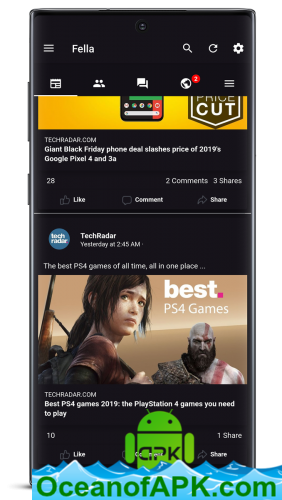 Fella
2
PRICE
CUT
TECHRADAR.COM
Giant Black Friday phone deal slashes price of 2019's
Google Pixel 4 and 3a
28
2 Comments 3 Shares
Like Comment Share
tech
radar
TechRadar
Yesterday at 2:45 AM ·
The best PS4 games of all time, all in one place ...
best.
PS4 Games
TECHRADAR.COM
Best PS4 games 2019: the PlayStation 4 games you need
to play
10
1 Share
Like Comment Share
APK
OceanofAPK.com